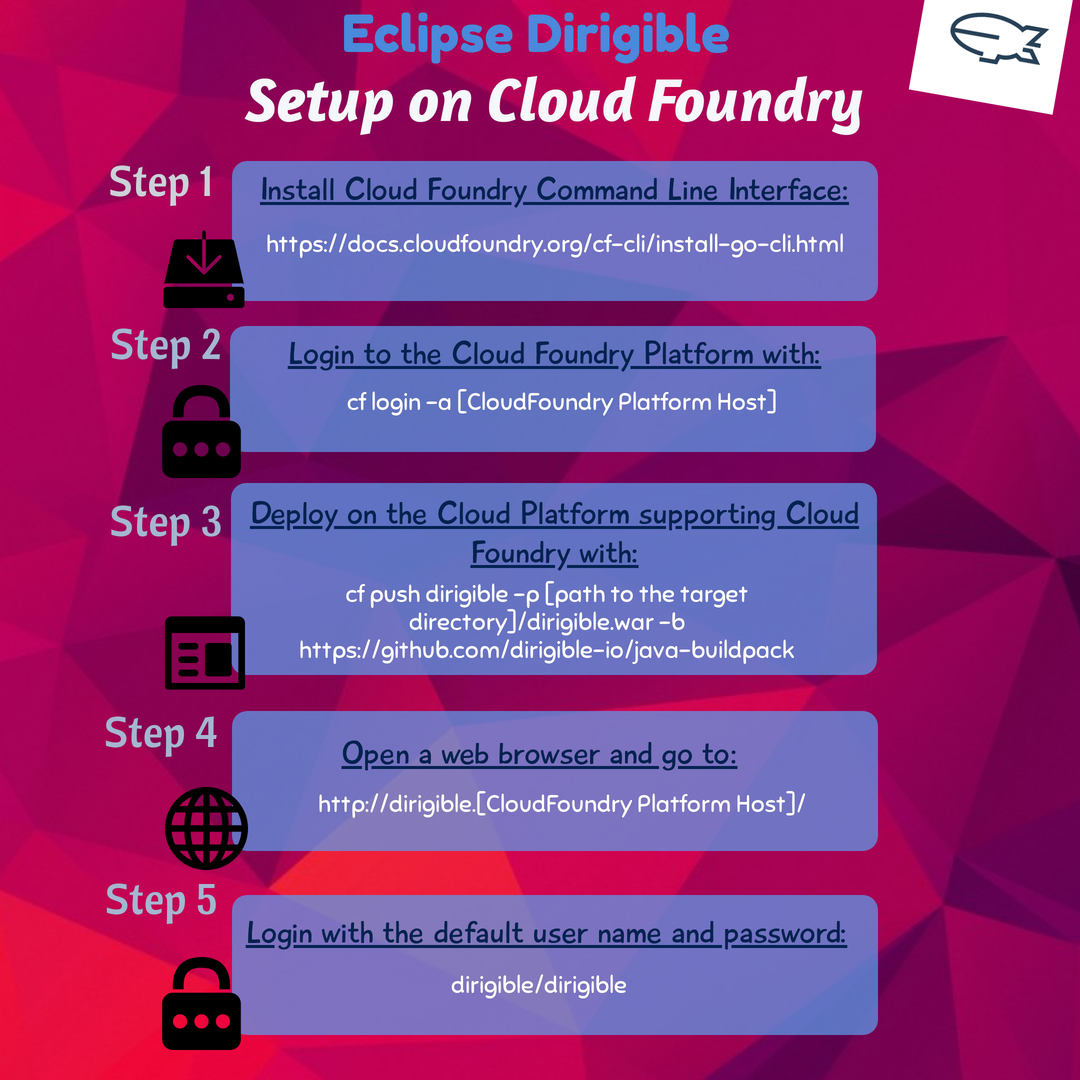 Eclipse Dirigible
Setup on Cloud Foundry
Step 1
Install Cloud Foundry Command Line Interface:
https://docs.cloudfoundry.org/cf-cli/install-go-cli.html
Step 2
Login to the Cloud Foundry Platform with:
cf login -a [CloudFoundry Platform Host]
Step 3
Deploy on the Cloud Platform supporting Cloud
Foundry with:
cf push dirigible -p [path to the target
directory]/dirigible.war -b
https://github.com/dirigible-io/java-buildpack
Step 4
Open a web browser and go to:
http://dirigible.[CloudFoundry Platform Host]/
Step 5
Login with the default user name and password:
dirigible/dirigible